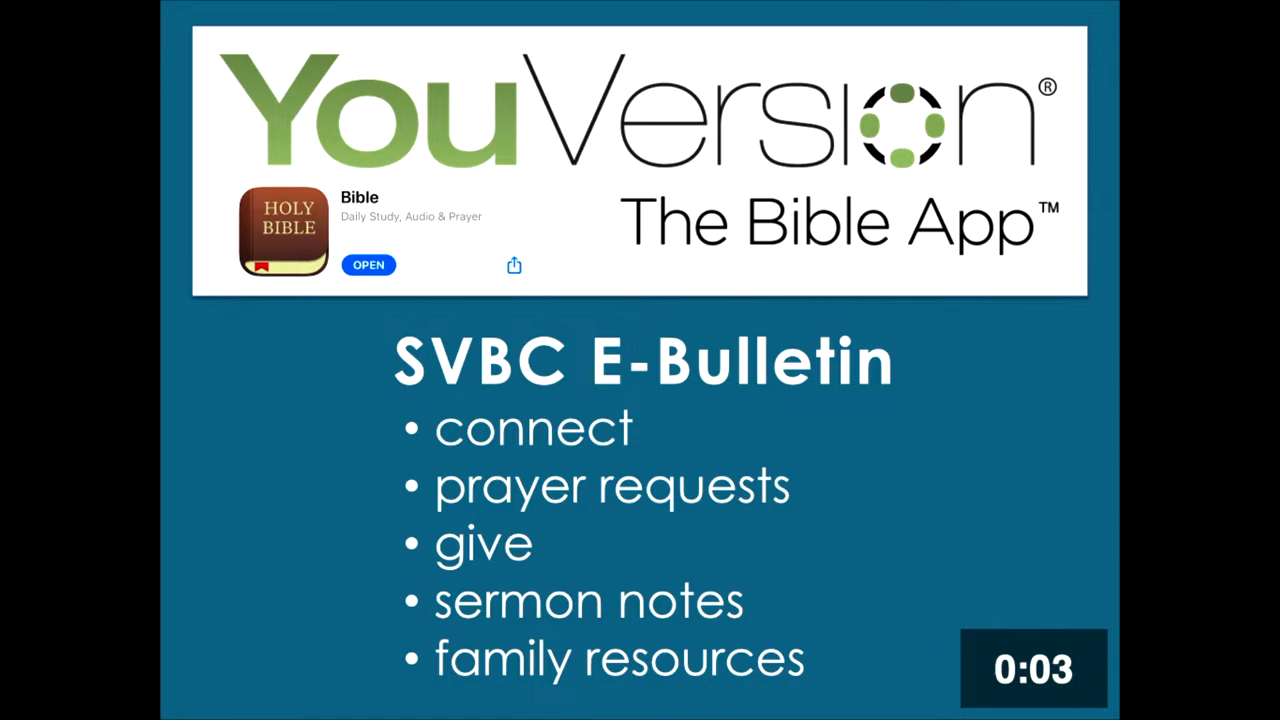 YouVersion®
The Bible App™
HOLY
BIBLE
Bible
Daily Study, Audio & Prayer
OPEN
SVBC E-Bulletin
• connect
• prayer requests
• give
• sermon notes
• family resources
0:03